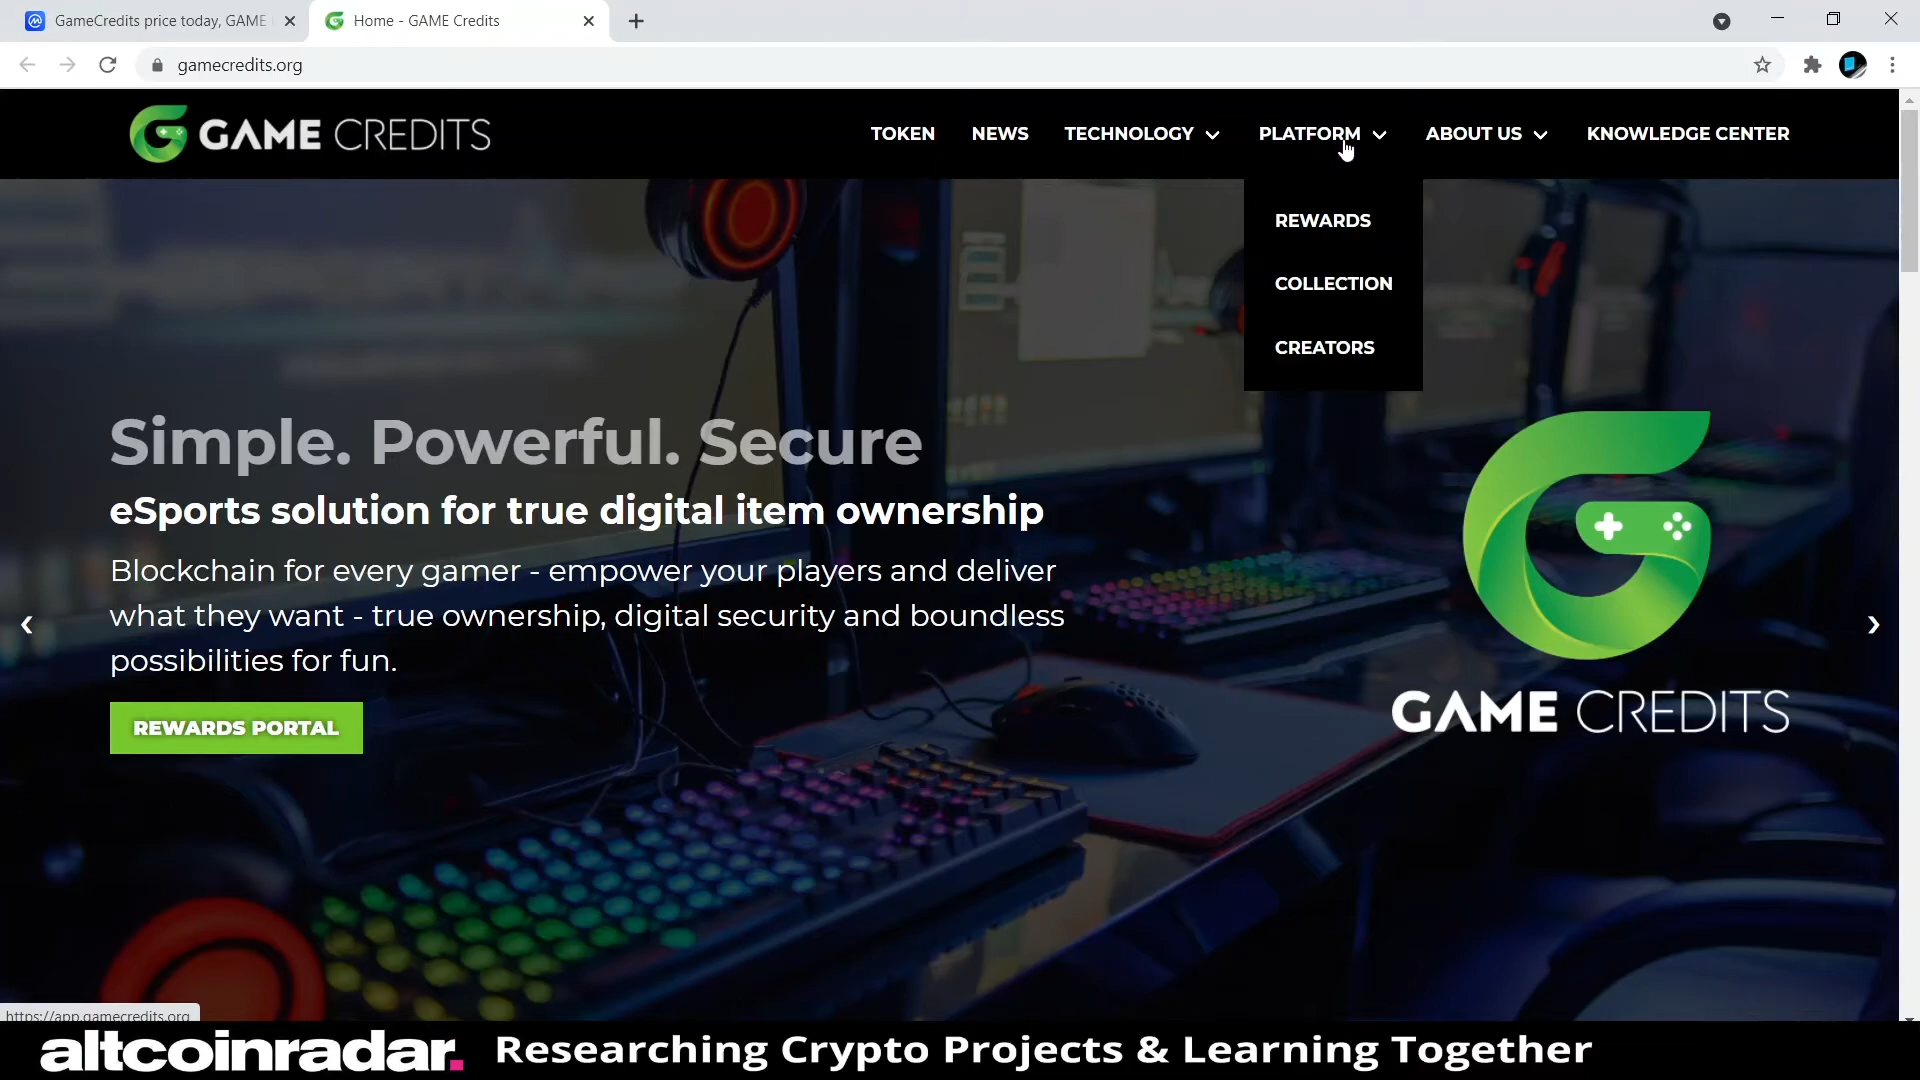 GameCredits price today, GAME
Home - GAME Credits
gamecredits.org
GAME CREDITS
TOKEN
NEWS
TECHNOLOGY
PLATFORM
ABOUT US
KNOWLEDGE CENTER
REWARDS
COLLECTION
CREATORS
Simple. Powerful. Secure
eSports solution for true digital item ownership
Blockchain for every gamer - empower your players and deliver
what they want - true ownership, digital security and boundless
possibilities for fun.
REWARDS PORTAL
GAME CREDITS
https://app.gamecredits.org
altcoinradar.
Researching Crypto Projects & Learning Together